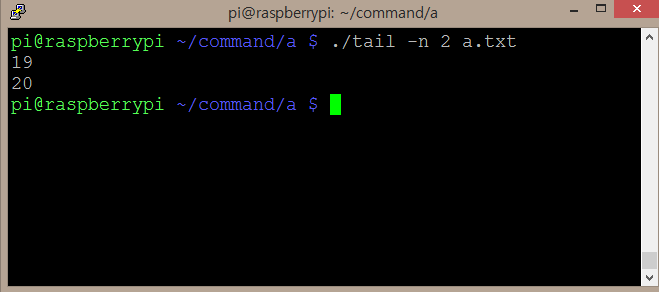 pi@raspberrypi: ~/command/a
pi@raspberrypi ~/command/a $ ./tail -n 2 a.txt
19
20
pi@raspberrypi ~/command/a $